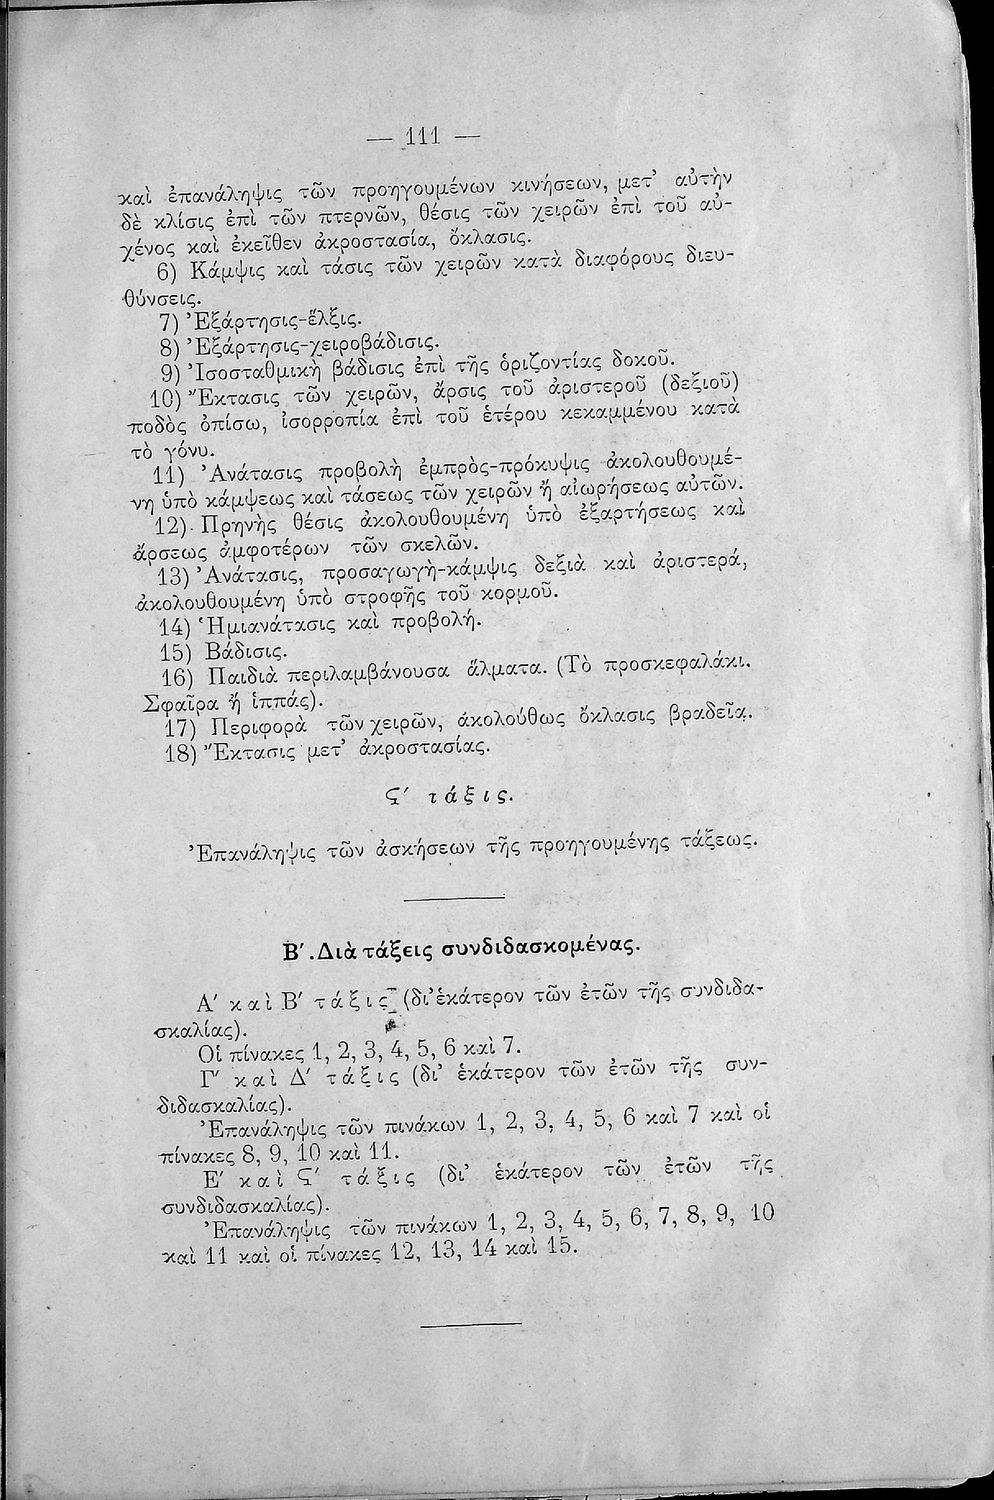 — 111 —
καὶ ἐπανάληψις τῶν προηγουμένων κινήσεων, μετ’ αὐτὴν
δὲ κλίσις ἐπὶ τῶν πτερνῶν, θέσις τῶν χειρῶν ἐπὶ τοῦ αὐ-
χένος καὶ ἐκεῖθεν ἀκροστασία, ὄκλασις.
6) Κάμψις καὶ τάσις τῶν χειρῶν κατὰ διαφόρους διευ-
θύνσεις.
7) Ἐξάρτησις-ἕλξις.
8) Ἐξάρτησις-χειροβάδισις.
9) Ἰσοσταθμικὴ βάδισις ἐπὶ τῆς ὁριζοντίας δοκοῦ.
10) Ἔκτασις τῶν χειρῶν, ἄρσις τοῦ ἀριστεροῦ (δεξιοῦ)
ποδὸς ὀπίσω, ἰσορροπία ἐπὶ τοῦ ἑτέρου κεκαμμένου κατὰ
τὸ γόνυ.
11) Ἀνάτασις προβολὴ ἐμπρὸς-πρόκυψις ἀκολουθουμέ-
νη ὑπὸ κάμψεως καὶ τάσεως τῶν χειρῶν ἢ αἰωρήσεως αὐτῶν.
12) Πρηνὴς θέσις ἀκολουθουμένη ὑπὸ ἐξαρτήσεως καὶ
ἄρσεως ἀμφοτέρων τῶν σκελῶν.
13) Ἀνάτασις, προσαγωγὴ-κάμψις δεξιὰ καὶ ἀριστερά,
ἀκολουθουμένη ὑπὸ στροφῆς τοῦ κορμοῦ.
14) Ἡμιανάτασις καὶ προβολή.
15) Βάδισις.
16) Παιδιὰ περιλαμβάνουσα ἅλματα. (Τὸ προσκεφαλάκι.
Σφαῖρα ἢ ἱππάς).
17) Περιφορὰ τῶν χειρῶν, ἀκολούθως ὄκλασις βραδεῖα.
18) Ἔκτασις μετ’ ἀκροστασίας.
Ϛ′ τάξις.
Ἐπανάληψις τῶν ἀσκήσεων τῆς προηγουμένης τάξεως.
Β′. Διὰ τάξεις συνδιδασκομένας.
Α′ καὶ Β′ τάξις (δι’ ἑκάτερον τῶν ἐτῶν τῆς συνδιδα-
σκαλίας).
Οἱ πίνακες 1, 2, 3, 4, 5, 6 καὶ 7.
Γ′ καὶ Δ′ τάξις (δι’ ἑκάτερον τῶν ἐτῶν τῆς συν-
διδασκαλίας).
Ἐπανάληψις τῶν πινάκων 1, 2, 3, 4, 5, 6 καὶ 7 καὶ οἱ
πίνακες 8, 9, 10 καὶ 11.
Ε′ καὶ Ϛ′ τάξις (δι’ ἑκάτερον τῶν ἐτῶν τῆς
συνδιδασκαλίας).
Ἐπανάληψις τῶν πινάκων 1, 2, 3, 4, 5, 6, 7, 8, 9, 10
καὶ 11 καὶ οἱ πίνακες 12, 13, 14 καὶ 15.